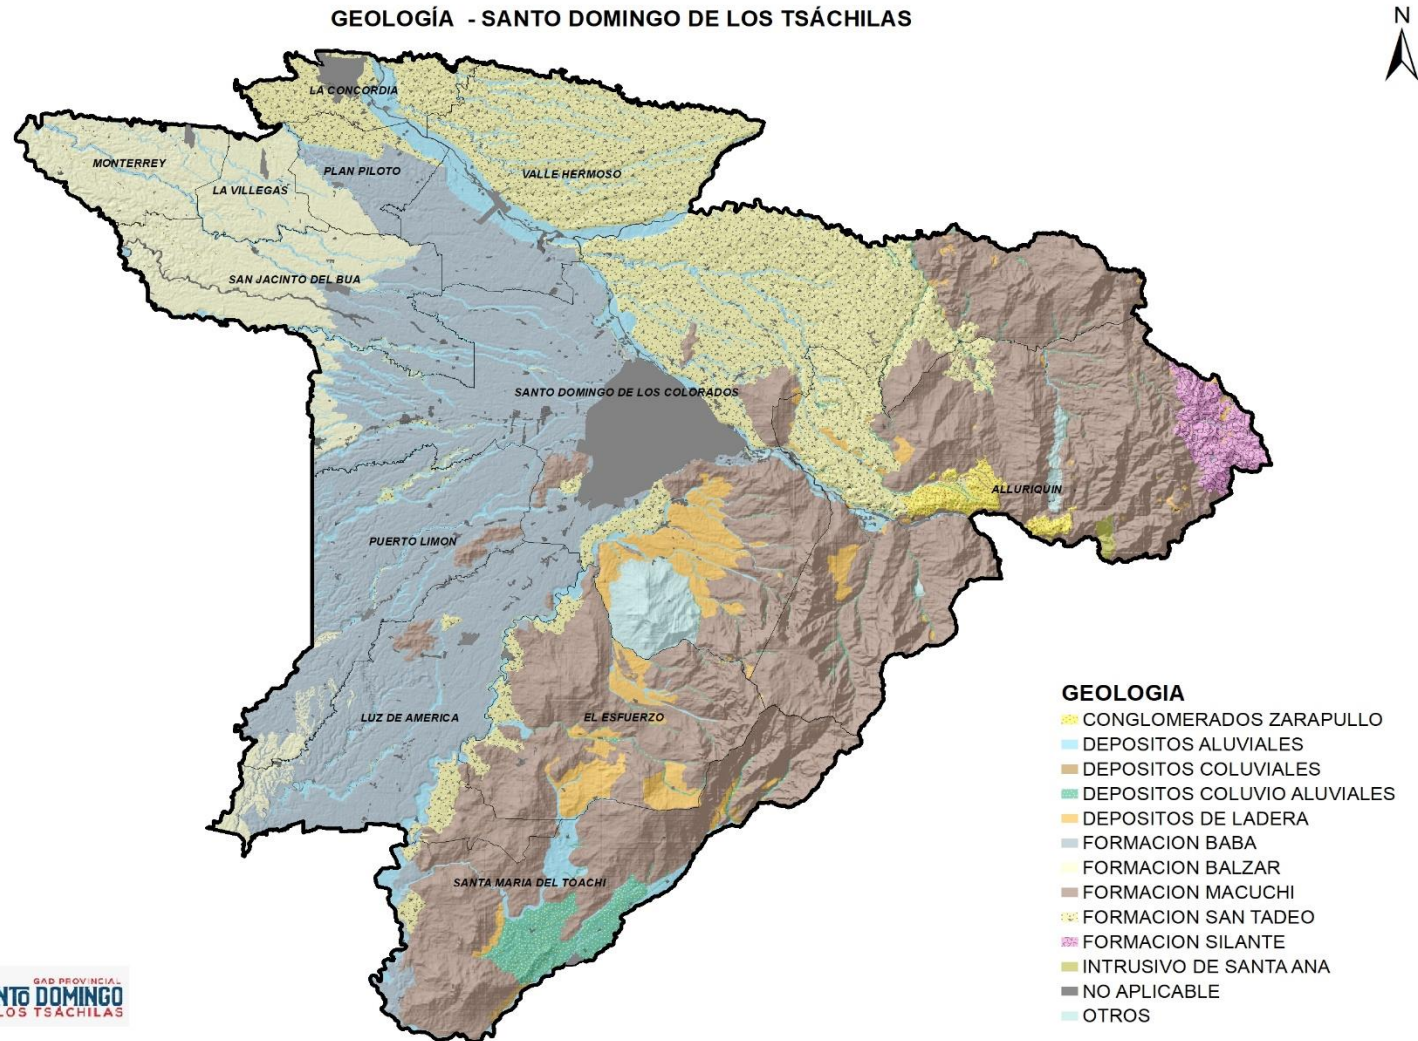 GEOLOGÍA - SANTO DOMINGO DE LOS TSÁCHILAS
N
LA CONCORDIA
MONTERREY
LA VILLEGAS
PLAN PILOTO
VALLE HERMOSO
SAN JACINTO DEL BUA
SANTO DOMINGO DE LOS COLORADOS
ALLURIQUIN
PUERTO LIMON
LUZ DE AMERICA
EL ESFUERZO
SANTA MARIA DEL TOACHI
GEOLOGIA
CONGLOMERADOS ZARAPULLO
DEPOSITOS ALUVIALES
DEPOSITOS COLUVIALES
DEPOSITOS COLUVIO ALUVIALES
DEPOSITOS DE LADERA
FORMACION BABA
FORMACION BALZAR
FORMACION MACUCHI
FORMACION SAN TADEO
FORMACION SILANTE
INTRUSIVO DE SANTA ANA
NO APLICABLE
OTROS
GAD PROVINCIAL
NTO DOMINGO
LOS TSÁCHILAS